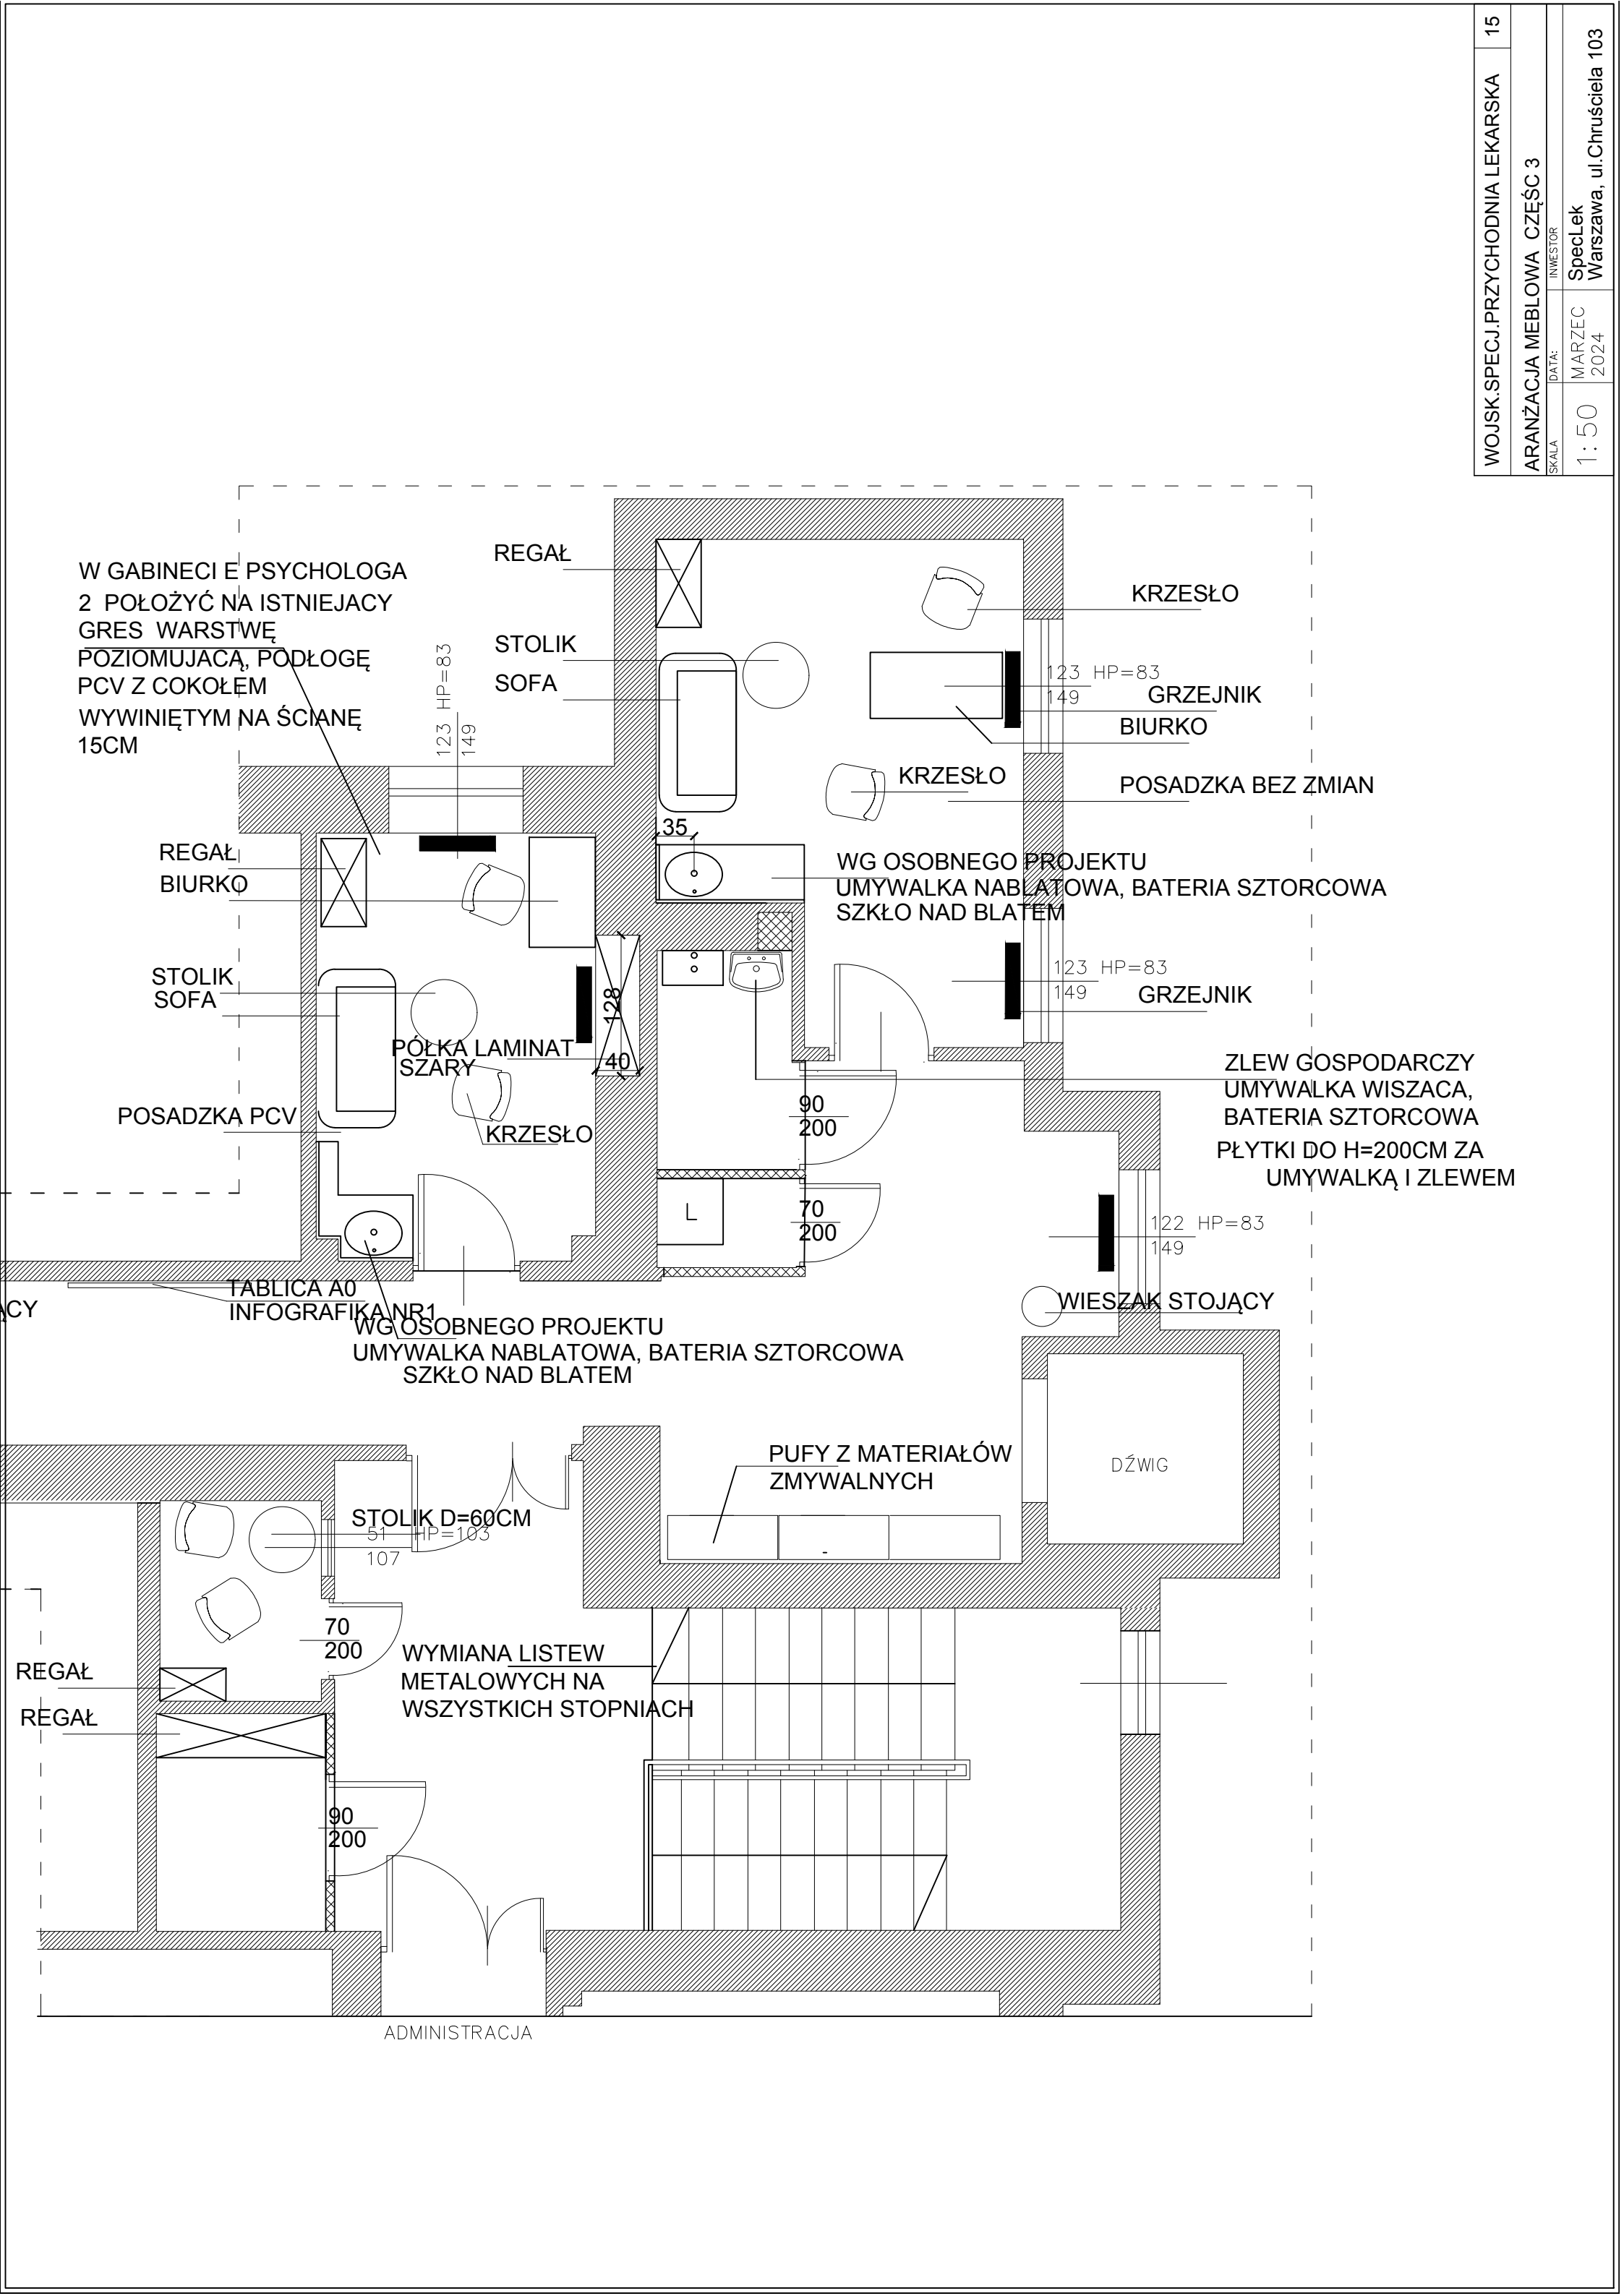 WOJSK.SPECJ.PRZYCHODNIA LEKARSKA
15
ARANŻACJA MEBLOWA CZĘŚC 3
SKALA
DATA:
INWESTOR
1:50
MARZEC
2024
SpecLek
Warszawa, ul.Chruściela 103
W GABINECI E PSYCHOLOGA
2 POŁOŻYĆ NA ISTNIEJACY
GRES WARSTWĘ
POZIOMUJACĄ, PODŁOGĘ
PCV Z COKOŁEM
WYWINIĘTYM NA ŚCIANĘ
15CM
REGAŁ
STOLIK
SOFA
123 HP=83
149
KRZESŁO
123 HP=83
149
GRZEJNIK
BIURKO
KRZESŁO
POSADZKA BEZ ZMIAN
35
WG OSOBNEGO PROJEKTU
UMYWALKA NABLATOWA, BATERIA SZTORCOWA
SZKŁO NAD BLATEM
REGAŁ
BIURKO
STOLIK
SOFA
128
40
PÓŁKA LAMINAT
SZARY
123 HP=83
149
GRZEJNIK
POSADZKA PCV
KRZESŁO
90
200
ZLEW GOSPODARCZY
UMYWALKA WISZACA,
BATERIA SZTORCOWA
PŁYTKI DO H=200CM ZA
UMYWALKĄ I ZLEWEM
L
70
200
122 HP=83
149
WIESZAK STOJĄCY
ĄCY
TABLICA A0
INFOGRAFIKA NR1
WG OSOBNEGO PROJEKTU
UMYWALKA NABLATOWA, BATERIA SZTORCOWA
SZKŁO NAD BLATEM
PUFY Z MATERIAŁÓW
ZMYWALNYCH
DŹWIG
STOLIK D=60CM
51 HP=103
107
70
200
WYMIANA LISTEW
METALOWYCH NA
WSZYSTKICH STOPNIACH
REGAŁ
REGAŁ
90
200
ADMINISTRACJA